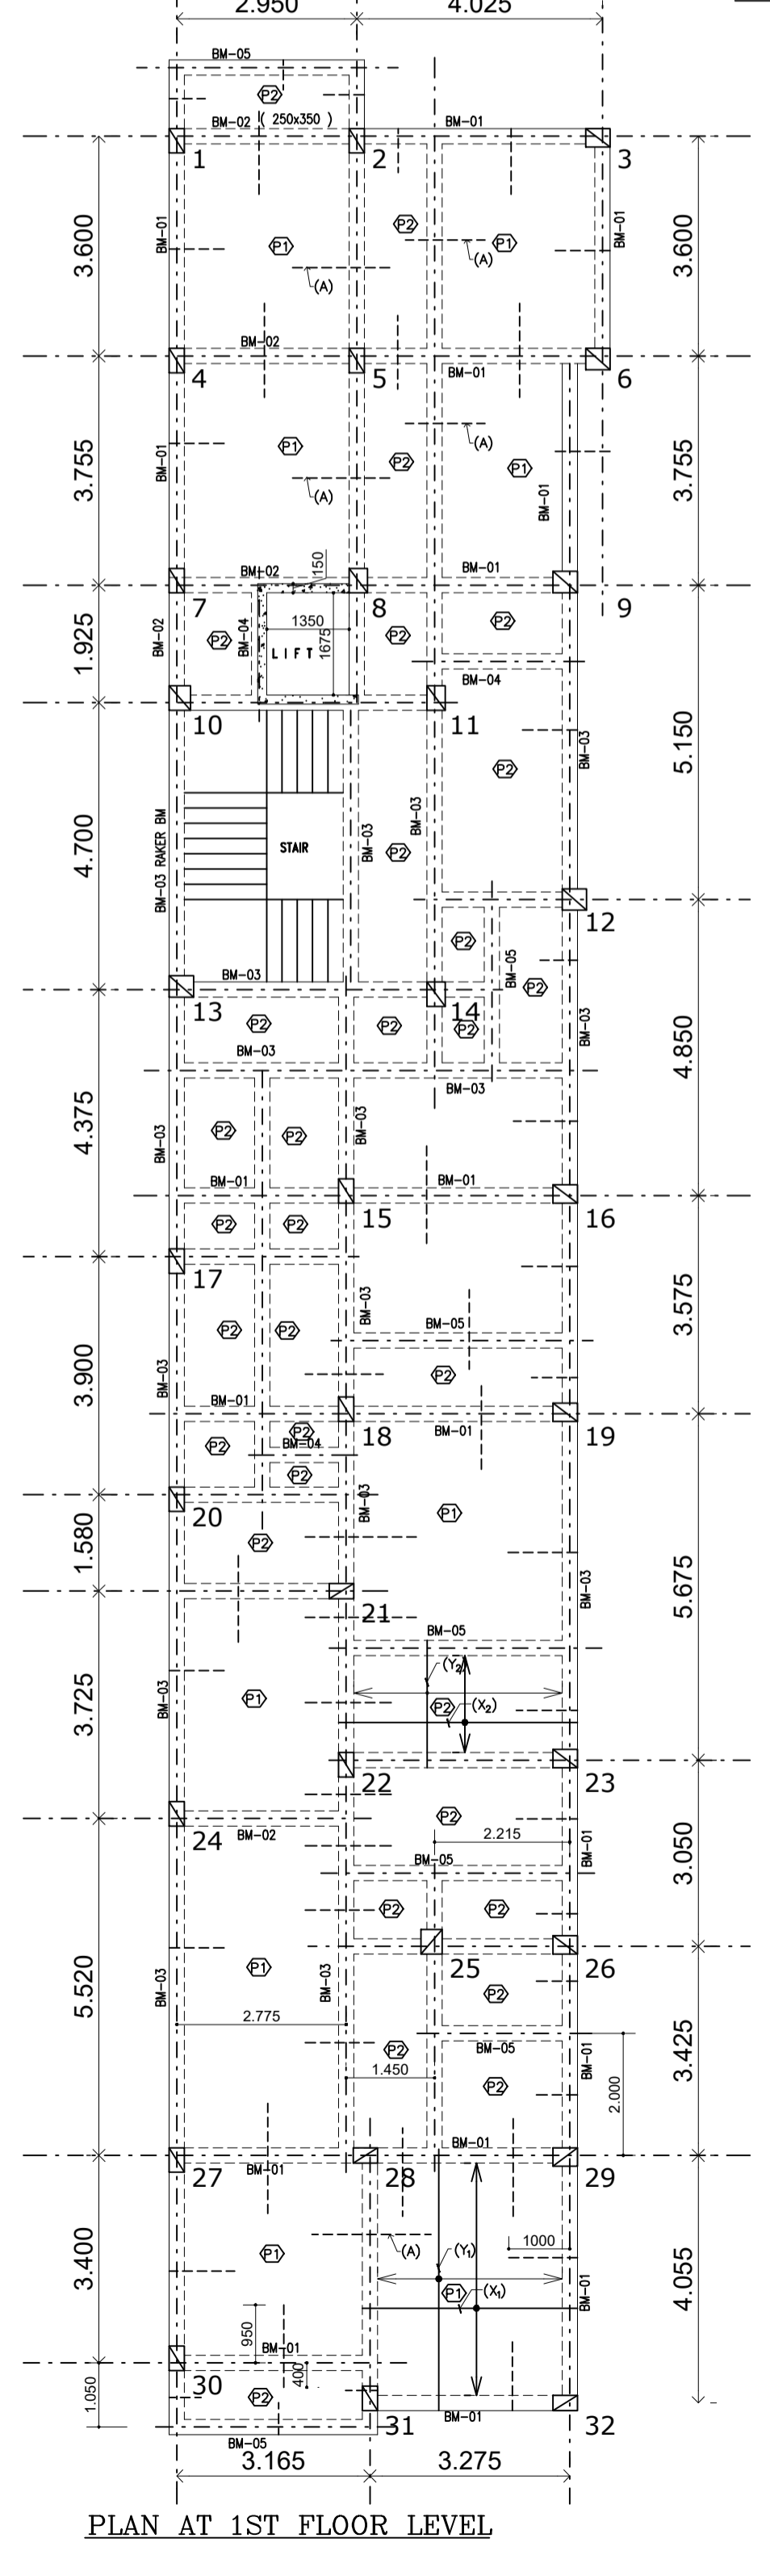 2.950 4.025
BM-05
P2
BM-02 ( 250x350 ) BM-01
1 2 3
3.600 BM-01 P1 P2 P1 BM-01 3.600
(A) (A)
BM-02
4 5 BM-01 6
3.755 BM-01 P1 (A) P2 (A) P1 BM-01 3.755
BM-02 150 BM-01
7 8 9
1.925 BM-02 P2 BM-04 1350 LIFT 1675 P2 P2
BM-04
10 11
BM-03 5.150
P2
4.700 BM-03 RAKER BM STAIR BM-03 BM-03 P2
12
P2 BM-05 P2
BM-03
13 14
P2 P2 P2 BM-03 4.850
BM-03
BM-03
4.375 BM-03 P2 P2 BM-03
BM-01 BM-01
15 16
P2 P2
17
BM-03 3.575
P2 P2 BM-05
3.900 BM-03 P2
BM-01
18 BM-01 19
P2 P2
BM-04
P2 BM-03
20 P1
1.580 P2
BM-03 5.675
21
BM-05
(Y2)
3.725 BM-03 P1 P2 (X2)
22 23
24 P2
BM-02 2.215 BM-01 3.050
BM-05
P2 P2
25 26
5.520 BM-03 P1 BM-03 P2
2.775
P2 BM-05 BM-01 3.425
1.450 P2 2.000
BM-01
27 BM-01 28 29
3.400 P1 (A) (Y1) 1000
P1 (X1) BM-01 4.055
950
BM-01
30 400
1.050 P2
31 BM-01 32
BM-05
3.165 3.275
PLAN AT 1ST FLOOR LEVEL